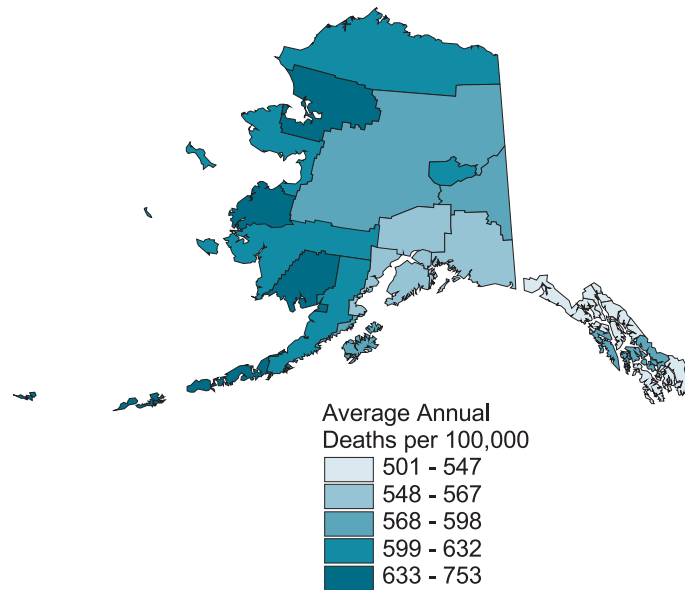 Average Annual
Deaths per 100,000
501 - 547
548 - 567
568 - 598
599 - 632
633 - 753